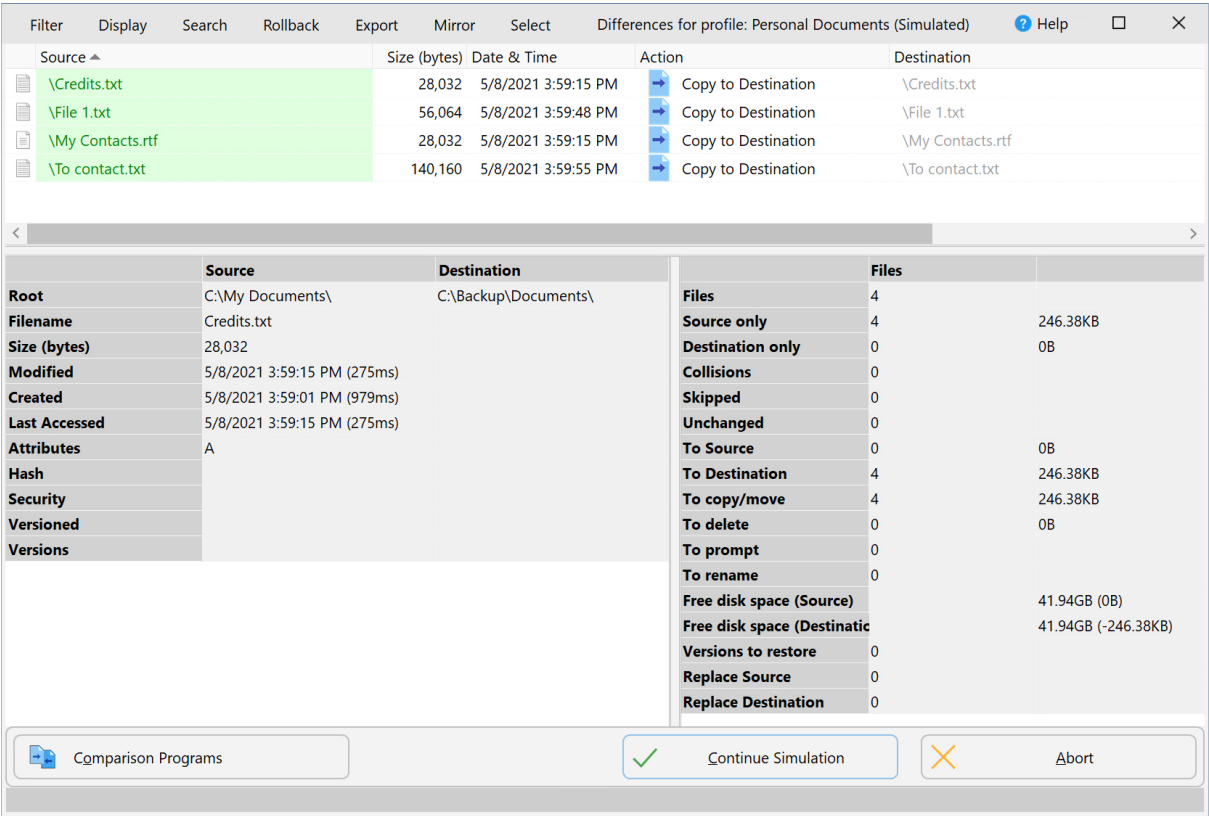 Filter Display Search Rollback Export Mirror Select Differences for profile: Personal Documents (Simulated) ? Help
Source Size (bytes) Date & Time Action Destination
\Credits.txt 28,032 5/8/2021 3:59:15 PM Copy to Destination \Credits.txt
\File 1.txt 56,064 5/8/2021 3:59:48 PM Copy to Destination \File 1.txt
\My Contacts.rtf 28,032 5/8/2021 3:59:15 PM Copy to Destination \My Contacts.rtf
\To contact.txt 140,160 5/8/2021 3:59:55 PM Copy to Destination \To contact.txt
Source Destination
Root C:\My Documents\ C:\Backup\Documents\
Filename Credits.txt
Size (bytes) 28,032
Modified 5/8/2021 3:59:15 PM (275ms)
Created 5/8/2021 3:59:01 PM (979ms)
Last Accessed 5/8/2021 3:59:15 PM (275ms)
Attributes A
Hash
Security
Versioned
Versions
Files
Files 4
Source only 4 246.38KB
Destination only 0 0B
Collisions 0
Skipped 0
Unchanged 0
To Source 0 0B
To Destination 4 246.38KB
To copy/move 4 246.38KB
To delete 0 0B
To prompt 0
To rename 0
Free disk space (Source) 41.94GB (0B)
Free disk space (Destinatio 41.94GB (-246.38KB)
Versions to restore 0
Replace Source 0
Replace Destination 0
Comparison Programs Continue Simulation Abort